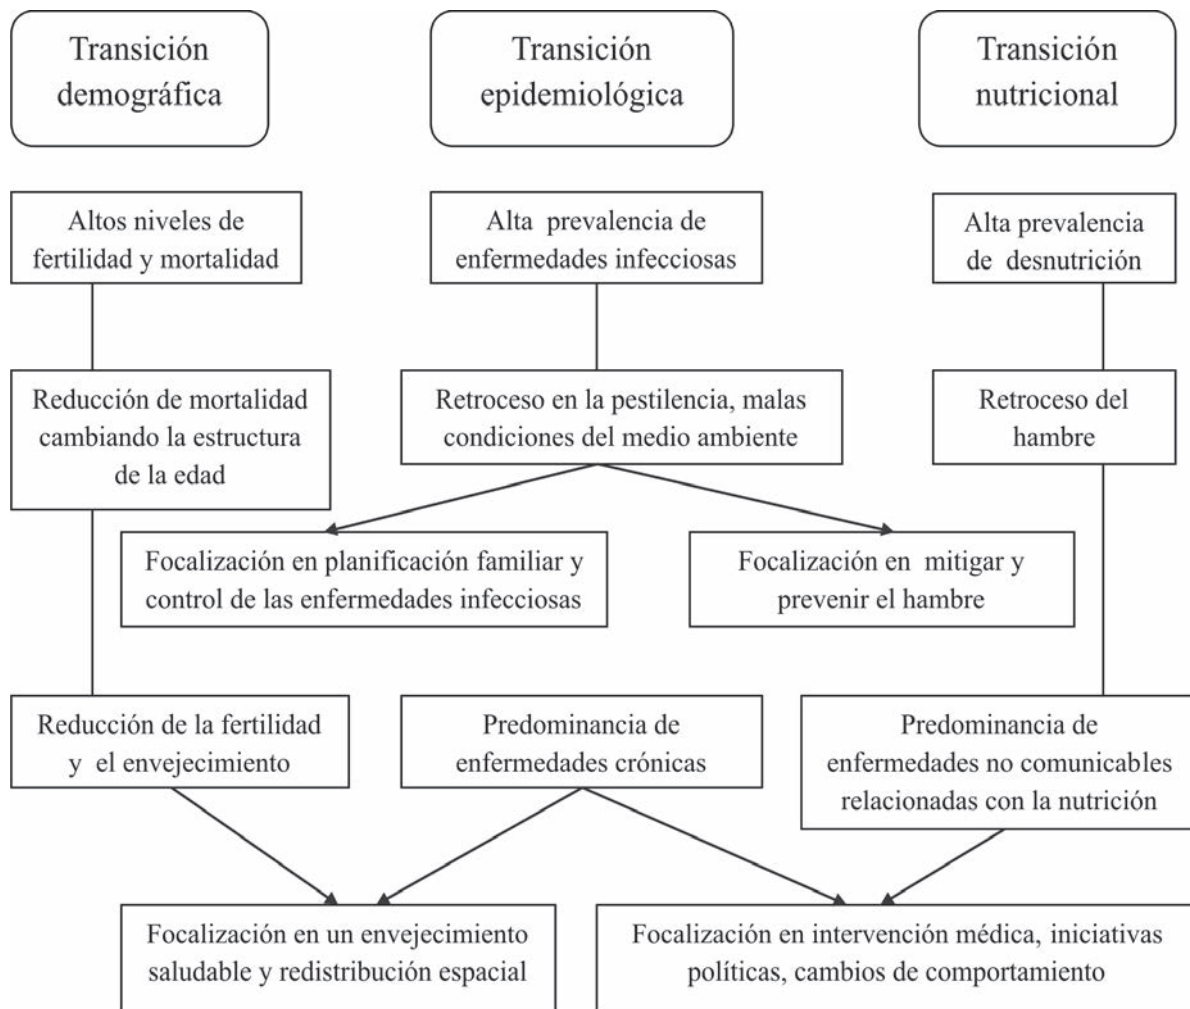 Transición
demográfica
Transición
epidemiológica
Transición
nutricional
Altos niveles de
fertilidad y mortalidad
Alta prevalencia de
enfermedades infecciosas
Alta prevalencia
de desnutrición
Reducción de mortalidad
cambiando la estructura
de la edad
Retroceso en la pestilencia, malas
condiciones del medio ambiente
Retroceso del
hambre
Focalización en planificación familiar y
control de las enfermedades infecciosas
Focalización en mitigar y
prevenir el hambre
Reducción de la fertilidad
y el envejecimiento
Predominancia de
enfermedades crónicas
Predominancia de
enfermedades no comunicables
relacionadas con la nutrición
Focalización en un envejecimiento
saludable y redistribución espacial
Focalización en intervención médica, iniciativas
políticas, cambios de comportamiento